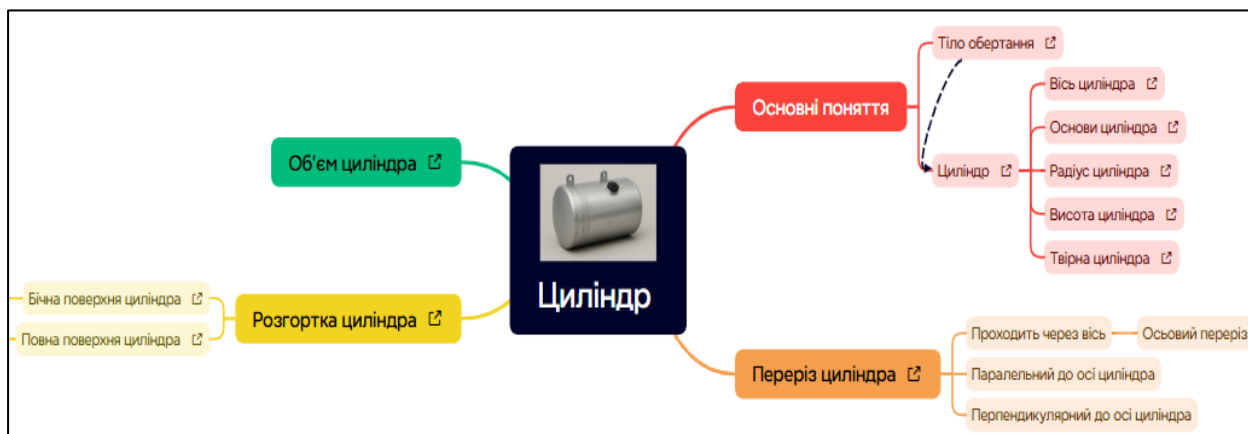 Циліндр
Основні поняття
Тіло обертання
Циліндр
Вісь циліндра
Основи циліндра
Радіус циліндра
Висота циліндра
Твірна циліндра
Переріз циліндра
Проходить через вісь
Осьовий переріз
Паралельний до осі циліндра
Перпендикулярний до осі циліндра
Об'єм циліндра
Розгортка циліндра
Бічна поверхня циліндра
Повна поверхня циліндра